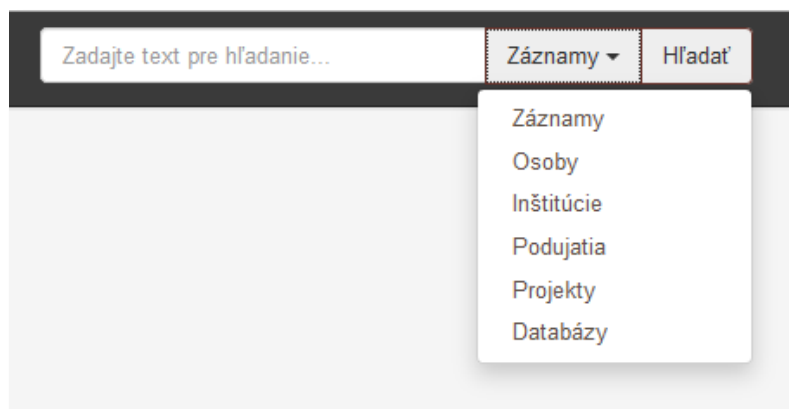 Zadajte text pre hľadanie... Záznamy Hľadať
Záznamy
Osoby
Inštitúcie
Podujatia
Projekty
Databázy